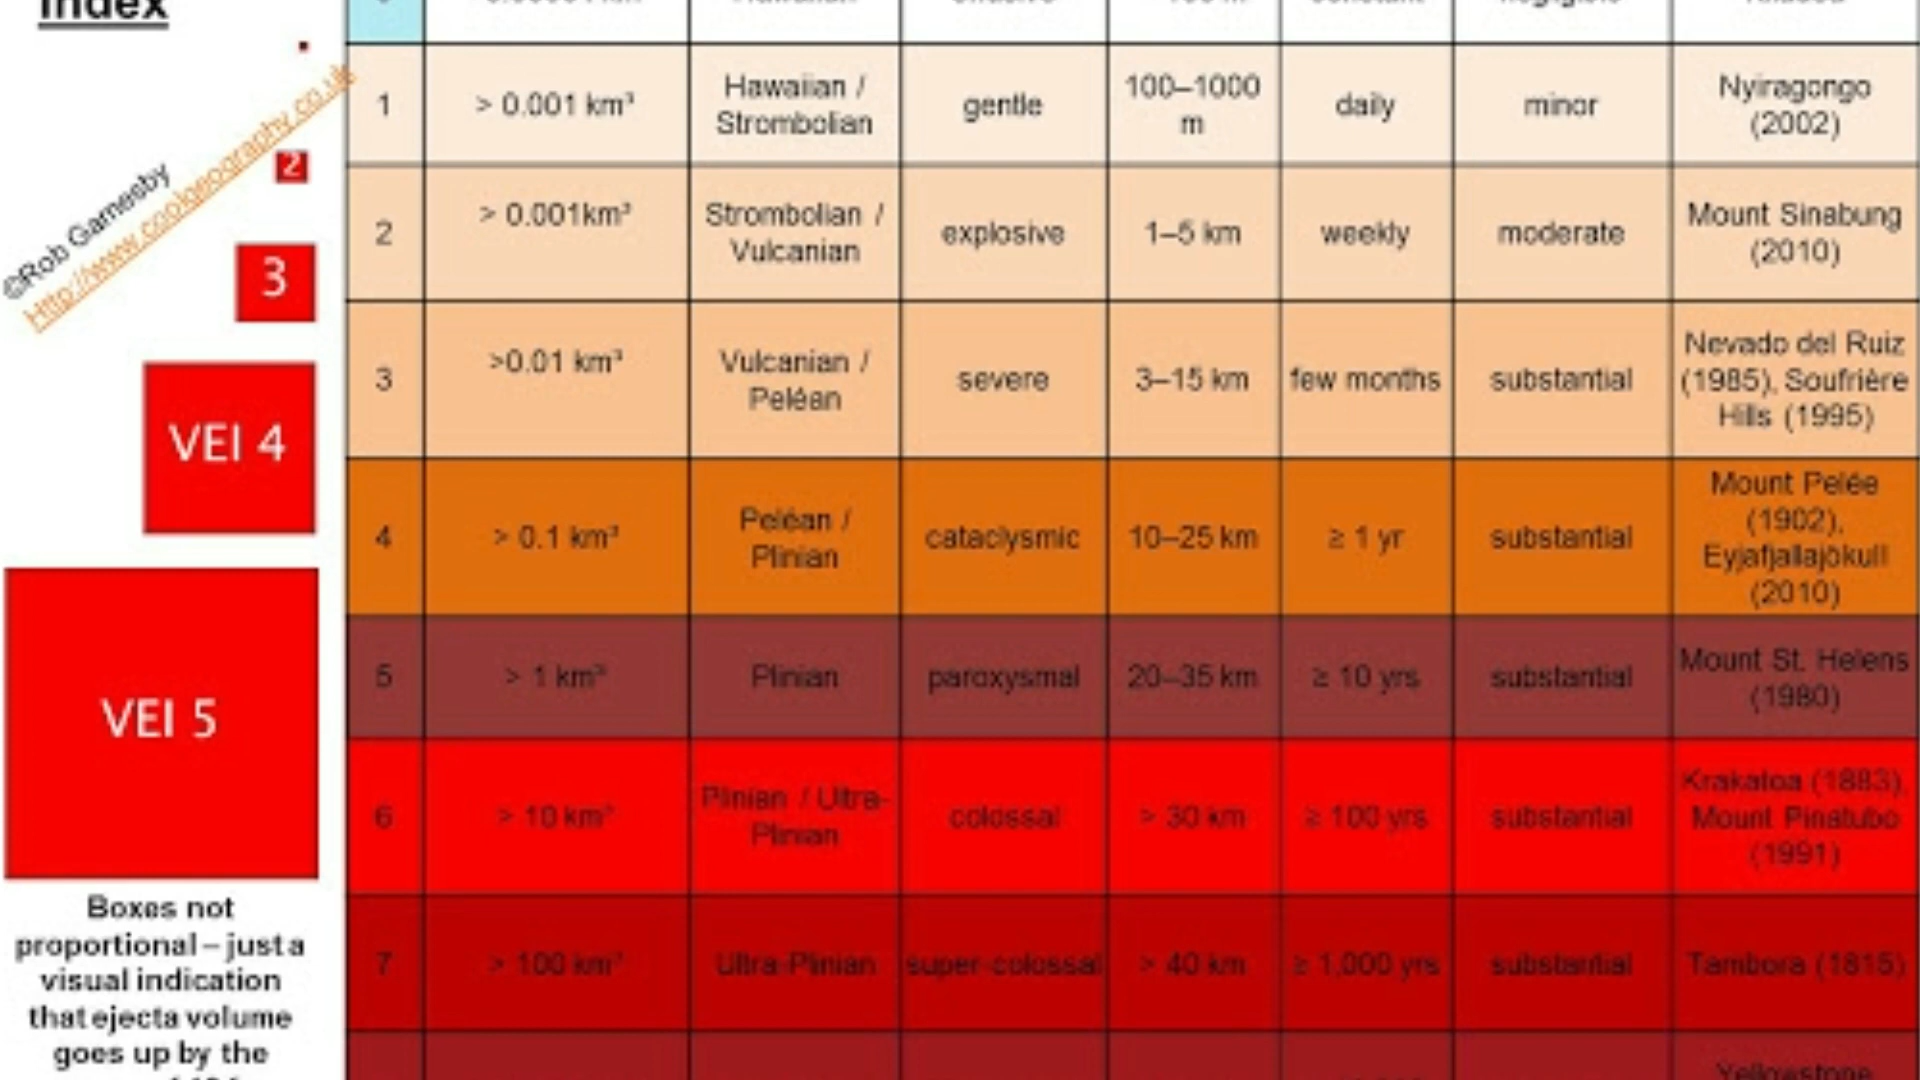 Index
©Rob Gamesby
Http://www.coolgeography.co.uk
2
3
VEI 4
VEI 5
Boxes not
proportional – just a
visual indication
that ejecta volume
goes up by the
1
> 0.001 km³
Hawaiian /
Strombolian
gentle
100–1000
m
daily
minor
Nyiragongo
(2002)
2
> 0.001km³
Strombolian /
Vulcanian
explosive
1–5 km
weekly
moderate
Mount Sinabung
(2010)
3
>0.01 km³
Vulcanian /
Peléan
severe
3–15 km
few months
substantial
Nevado del Ruiz
(1985), Soufrière
Hills (1995)
4
> 0.1 km³
Peléan /
Plinian
cataclysmic
10–25 km
≥ 1 yr
substantial
Mount Pelée
(1902),
Eyjafjallajökull
(2010)
5
> 1 km³
Plinian
paroxysmal
20–35 km
≥ 10 yrs
substantial
Mount St. Helens
(1980)
6
> 10 km³
Plinian / Ultra-
Plinian
colossal
> 30 km
≥ 100 yrs
substantial
Krakatoa (1883),
Mount Pinatubo
(1991)
7
> 100 km³
Ultra-Plinian
super-colossal
> 40 km
≥ 1,000 yrs
substantial
Tambora (1815)
Yellowstone